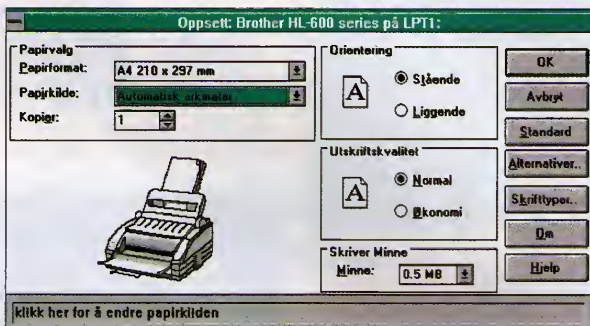 Oppsett: Brother HL-600 series på LPT1:
Papirvalg
Papirformat: A4 210 x 297 mm
Papirkilde: Automatisk arkmater
Kopier: 1
Orientering
A
Stående
Liggende
Utskriftskvalitet
A
Normal
Økonomi
Skriver Minne
Minne: 0.5 MB
OK
Avbryt
Standard
Alternativer..
Skrifttyper..
Om
Hjelp
klikk her for å endre papirkilden